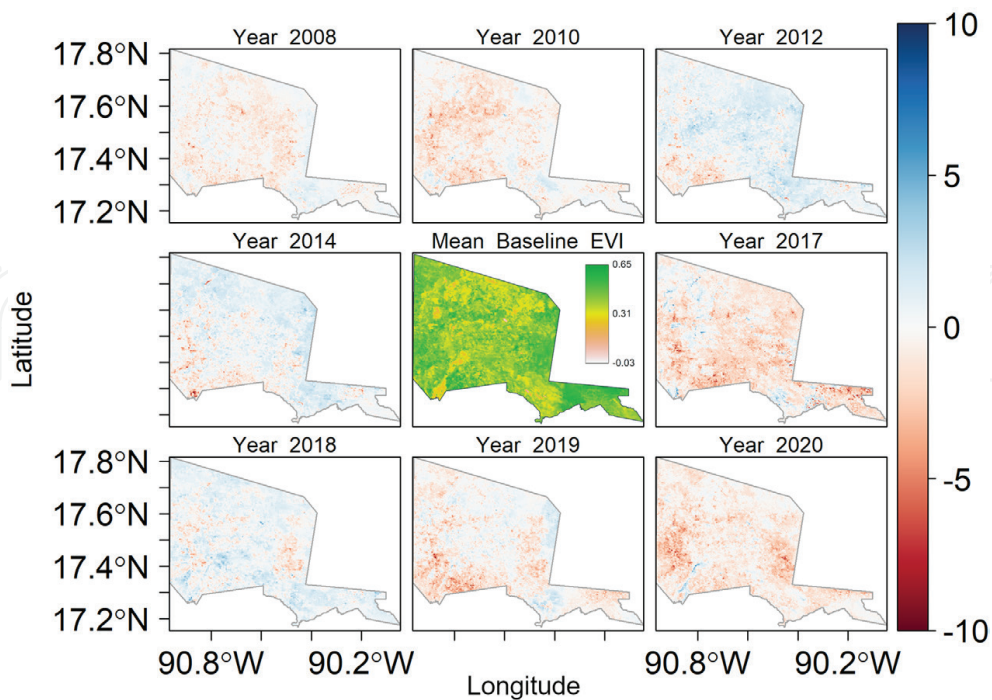 Year 2008
Year 2010
Year 2012
10
17.8°N
17.6°N
17.4°N
17.2°N
5
Year 2014
Mean Baseline EVI
Year 2017
0.65
0.31
-0.03
0
Latitude
Year 2018
Year 2019
Year 2020
-5
17.8°N
17.6°N
17.4°N
17.2°N
-10
90.8°W
90.2°W
90.8°W
90.2°W
Longitude